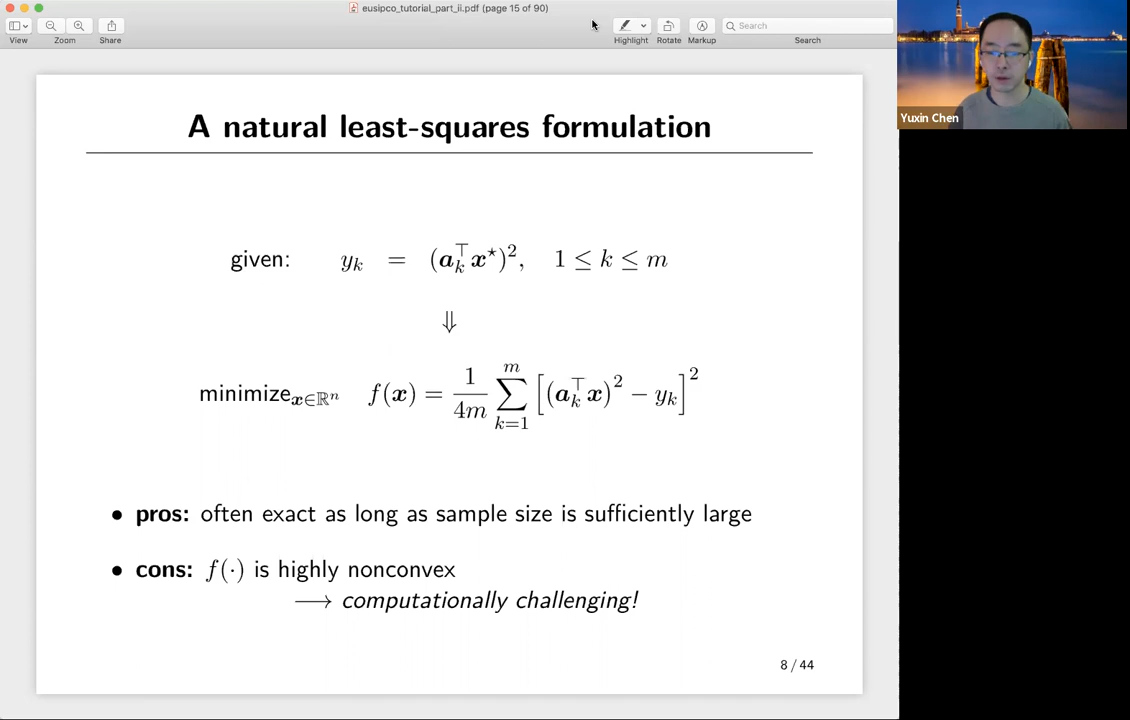 eusipco_tutorial_part_ii.pdf (page 15 of 90)
View Zoom Share Highlight Rotate Markup Search
Search
Yuxin Chen
A natural least-squares formulation
given: y_k = (a_k^⊤ x^⋆)^2, 1 ≤ k ≤ m
⇓
minimize_{x∈ℝ^n} f(x) = \frac{1}{4m} \sum_{k=1}^{m} [(a_k^⊤ x)^2 − y_k]^2
• pros: often exact as long as sample size is sufficiently large
• cons: f(·) is highly nonconvex
⟶ computationally challenging!
8 / 44